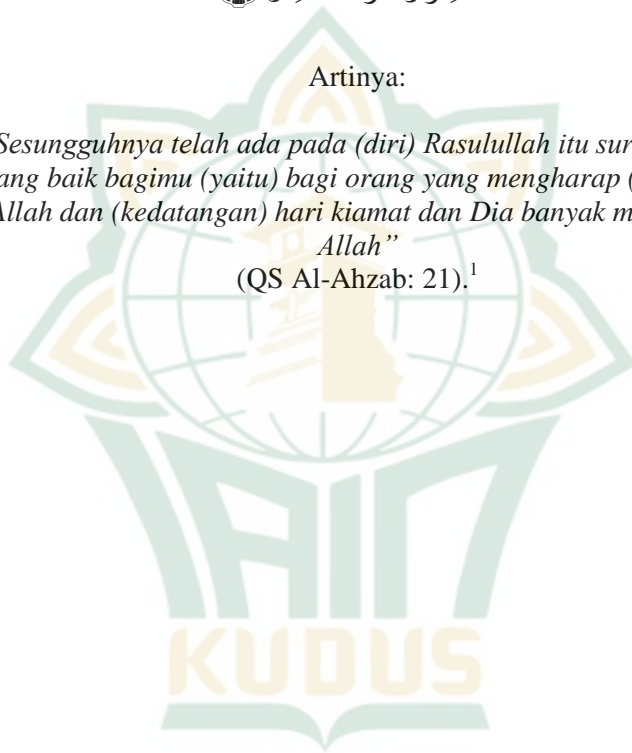 Artinya:
Sesungguhnya telah ada pada (diri) Rasulullah itu
ang baik bagimu (yaitu) bagi orang yang mengharap (
Allah dan (kedatangan) hari kiamat dan Dia banyak
Allah”
(QS Al-Ahzab: 21).1
IAIN
KUDUS